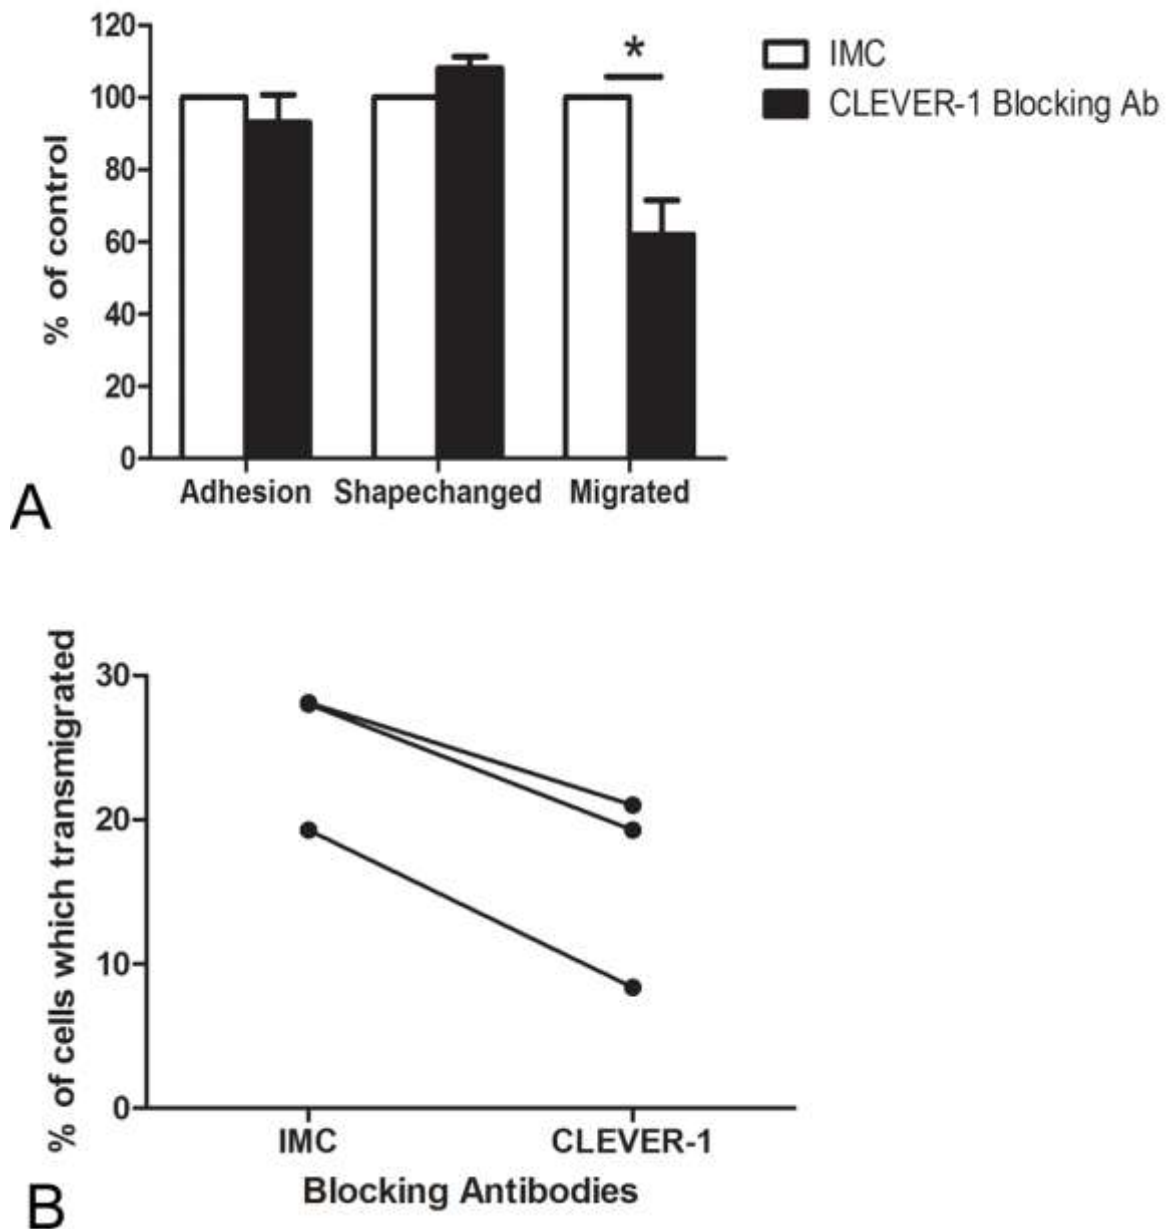 120
100
80
60
40
20
0
% of control
*
IMC
CLEVER-1 Blocking Ab
Adhesion Shapechanged Migrated
A
30
20
10
0
% of cells which transmigrated
IMC CLEVER-1
Blocking Antibodies
B